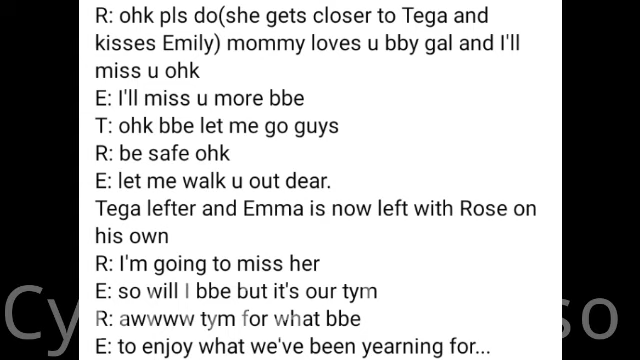 R: ohk pls do(she gets closer to Tega and
kisses Emily) mommy loves u bby gal and I'll
miss u ohk
E: I'll miss u more bbe
T: ohk bbe let me go guys
R: be safe ohk
E: let me walk u out dear.
Tega lefter and Emma is now left with Rose on
his own
R: I'm going to miss her
E: so will I bbe but it's our tym
R: awwww tym for what bbe
E: to enjoy what we've been yearning for...